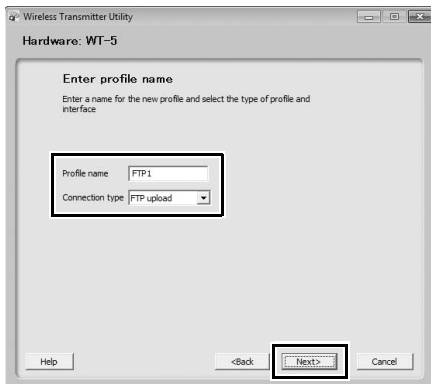 Wireless Transmitter Utility
Hardware: WT-5
Enter profile name
Enter a name for the new profile and select the type of profile and
interface
Profile name FTP1
Connection type FTP upload
Help <Back Next> Cancel